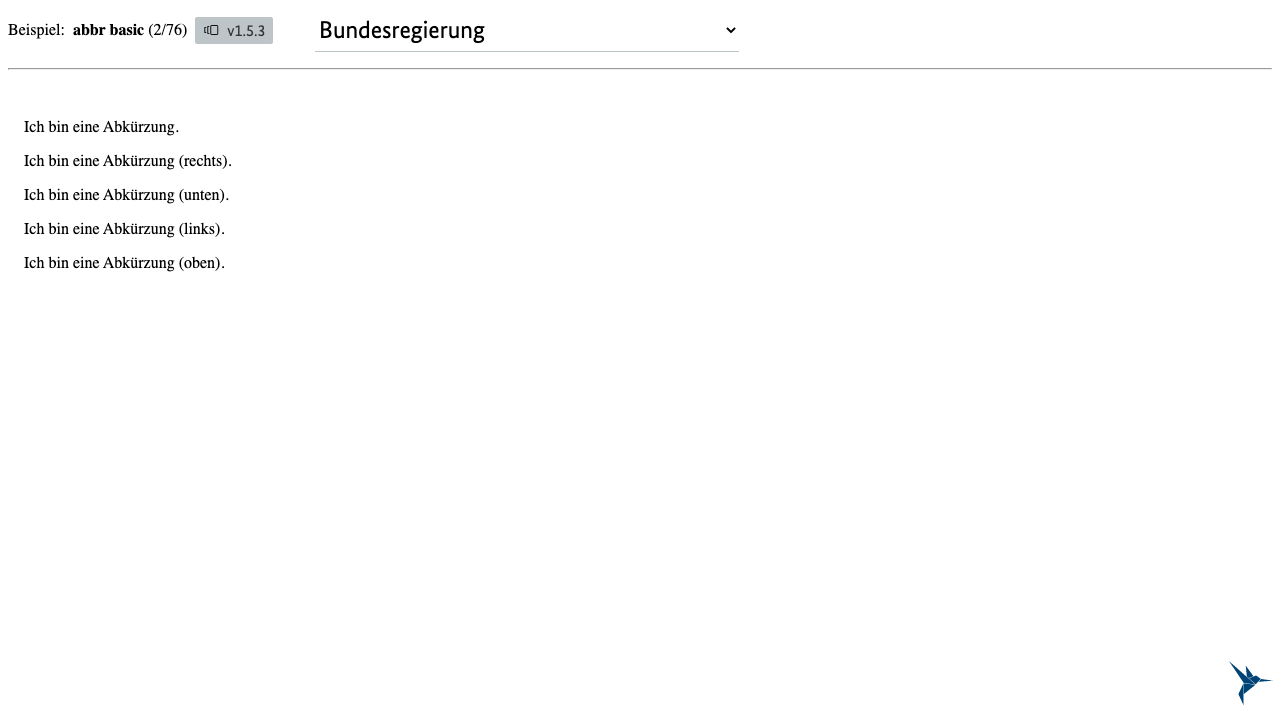 Beispiel: abbr basic (2/76) v1.5.3 Bundesregierung
Ich bin eine Abkürzung.
Ich bin eine Abkürzung (rechts).
Ich bin eine Abkürzung (unten).
Ich bin eine Abkürzung (links).
Ich bin eine Abkürzung (oben).